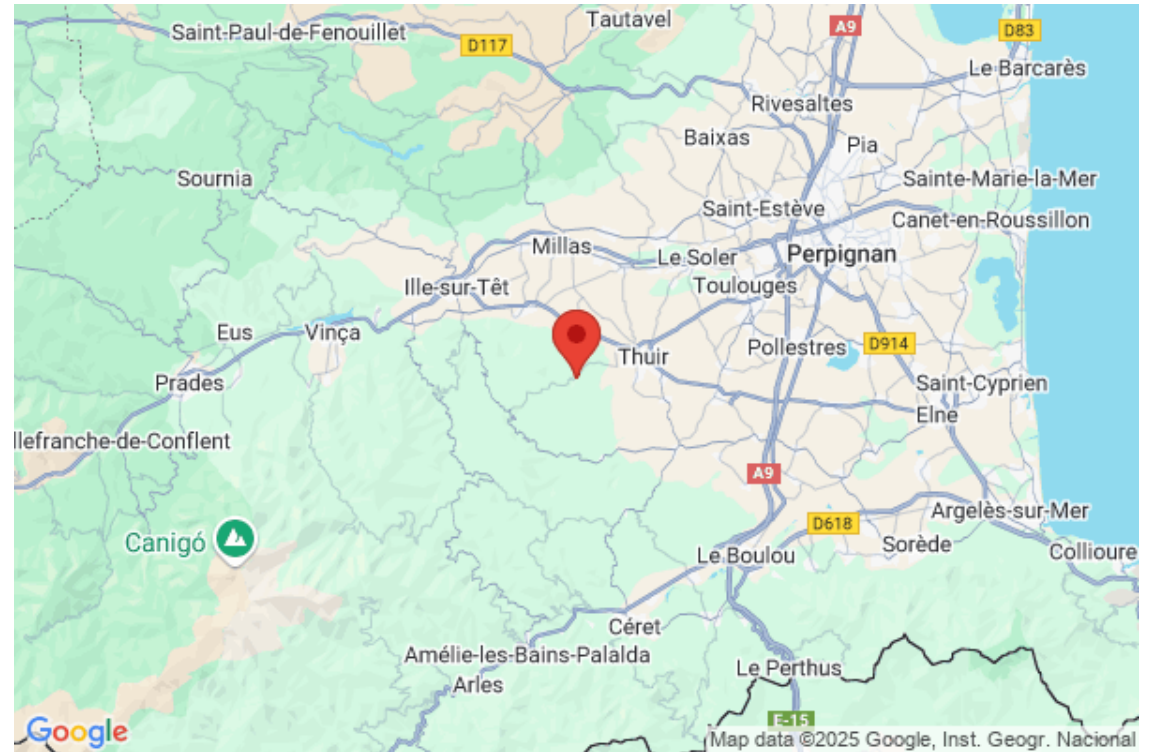 Tautavel
A9
D83
Saint-Paul-de-Fenouillet
D117
Le Barcarès
Rivesaltes
Baixas
Pia
Sournia
Sainte-Marie-la-Mer
Saint-Estève
Canet-en-Roussillon
Millas
Le Soler
Perpignan
Ille-sur-Têt
Toulouges
Eus
Vinça
Thuir
Pollestres
D914
Prades
Saint-Cyprien
Elne
llefranche-de-Conflent
A9
Argelès-sur-Mer
D618
Canigó
Le Boulou
Sorède
Collioure
Céret
Amélie-les-Bains-Palalda
Le Perthus
Arles
E-15
Google
Map data ©2025 Google, Inst. Geogr. Nacional